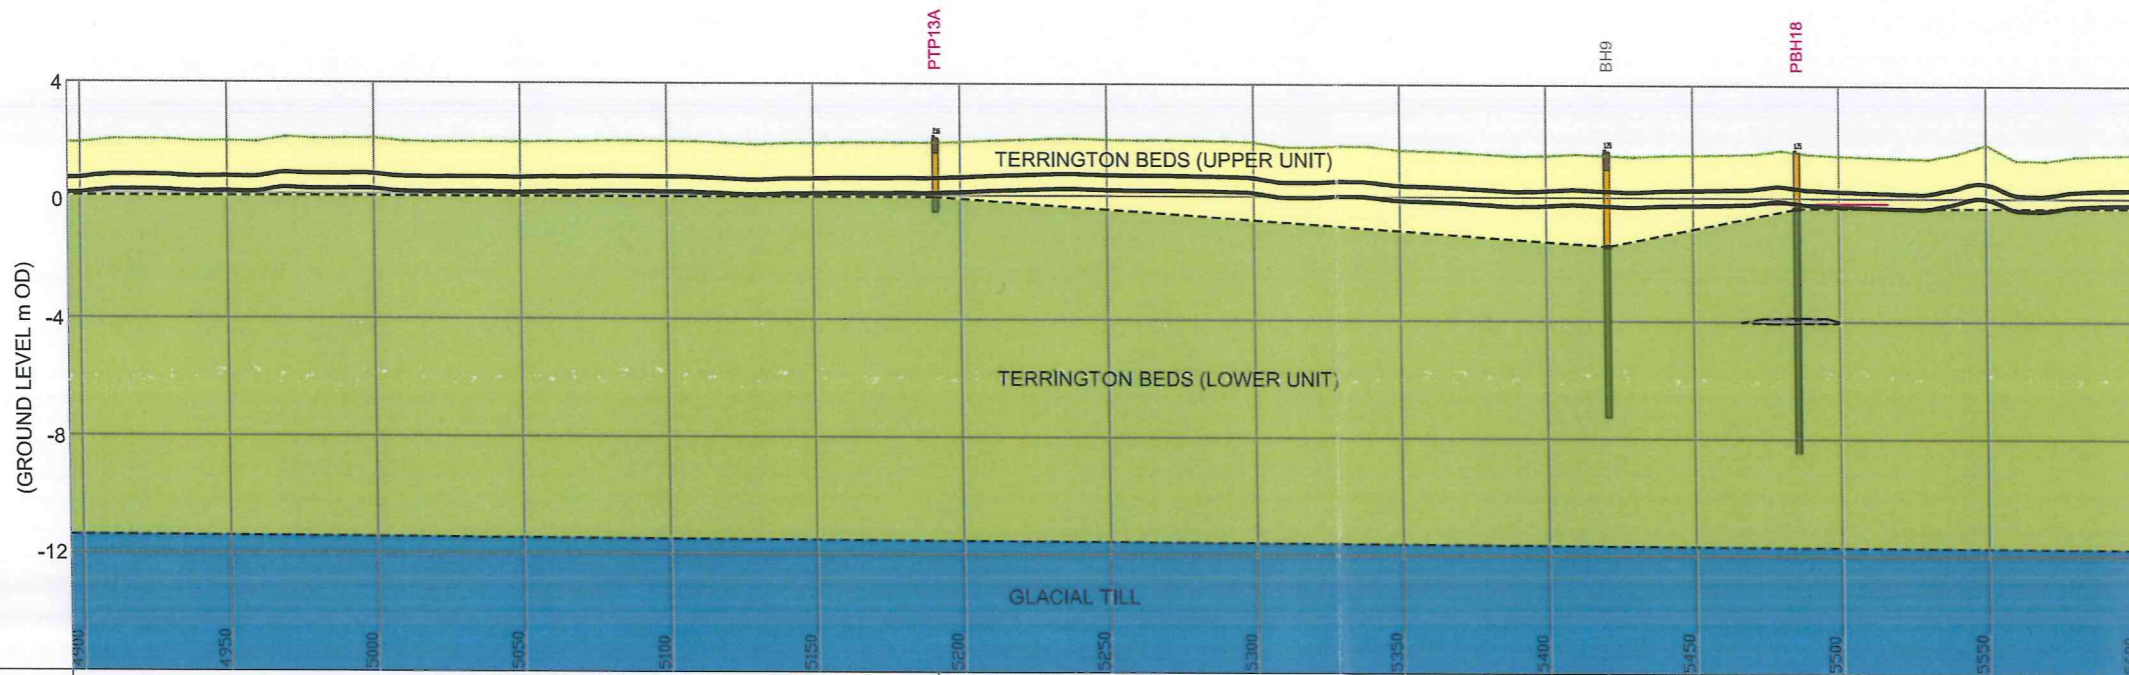 PTP13A
BH9
PBH18
4
0
-4
-8
-12
(GROUND LEVEL m OD)
TERRINGTON BEDS (UPPER UNIT)
TERRINGTON BEDS (LOWER UNIT)
GLACIAL TILL
4900
4950
5000
5050
5100
5150
5200
5250
5300
5350
5400
5450
5500
5550